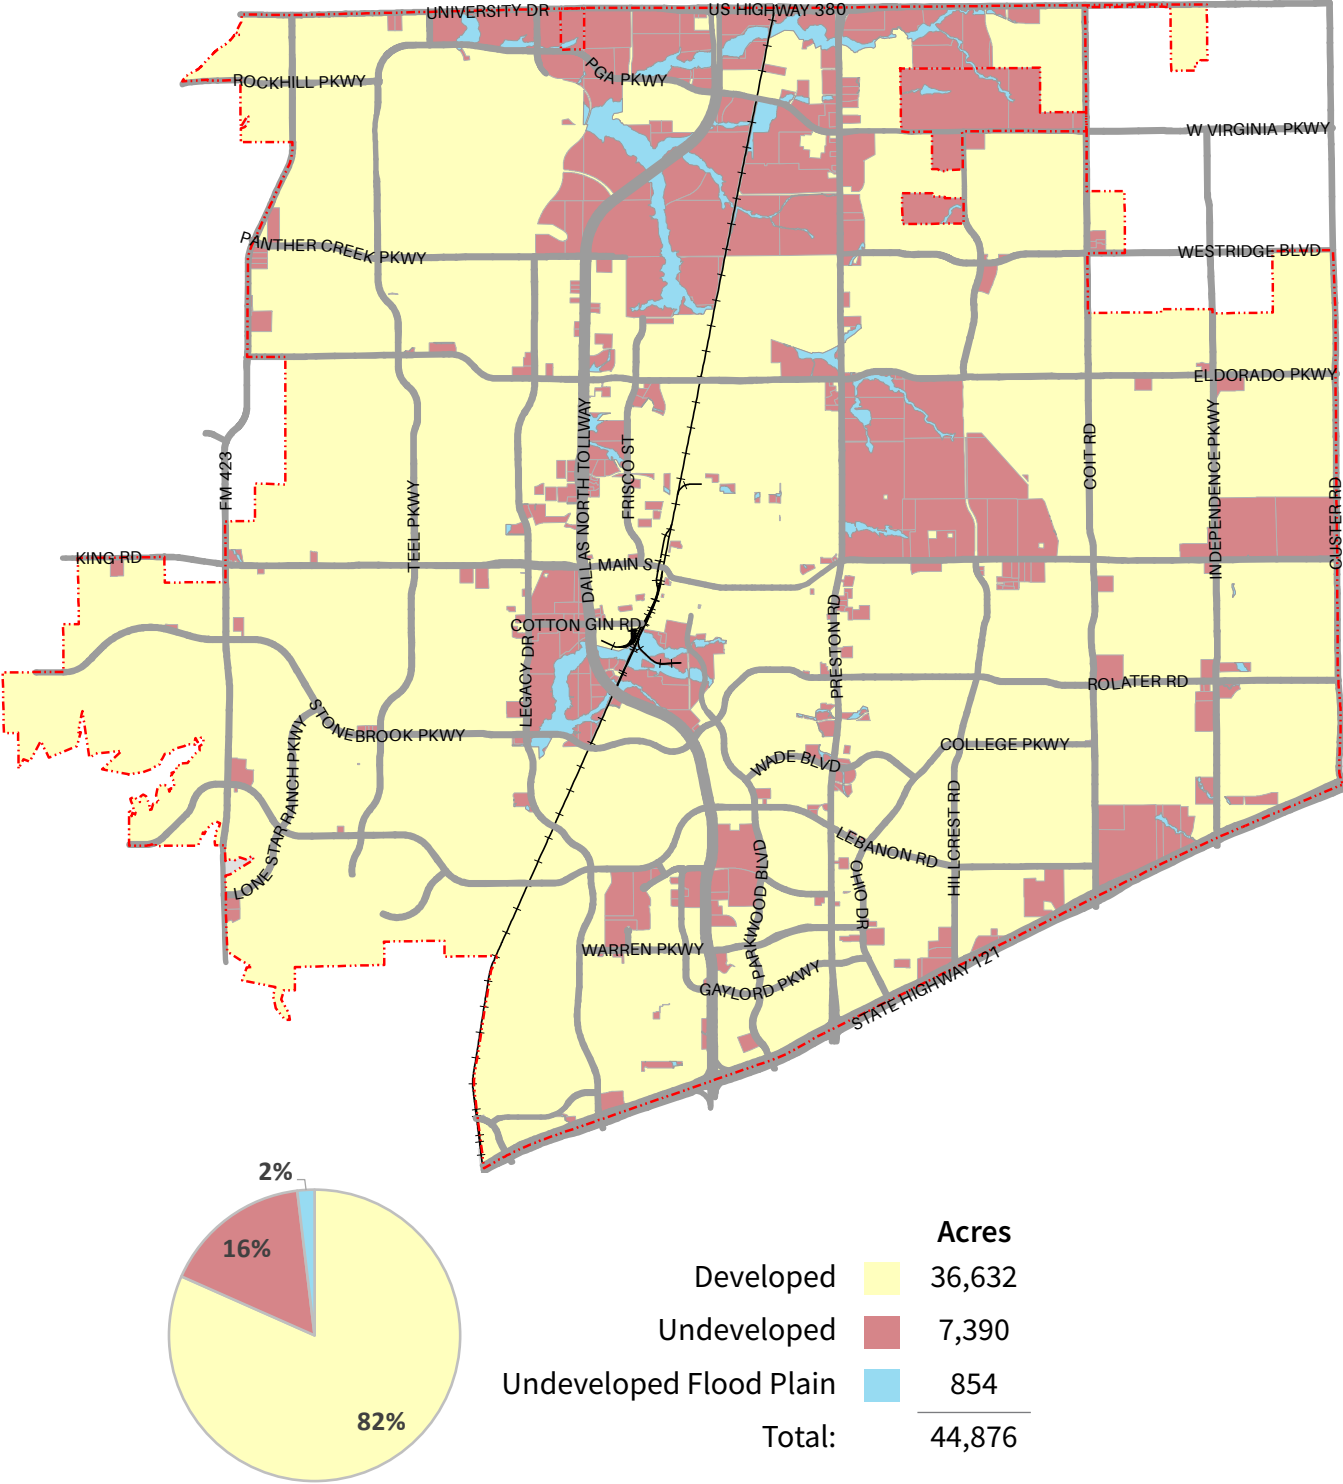 UNIVERSITY DR
US HIGHWAY 380
ROCKHILL PKWY
PGA PKWY
W VIRGINIA PKWY
PANTHER CREEK PKWY
WESTRIDGE BLVD
ELDORADO PKWY
FM 423
TEEL PKWY
DALLAS NORTH TOLLWAY
FRISCO ST
COIT RD
INDEPENDENCE PKWY
CUSTER RD
KING RD
MAIN ST
COTTON GIN RD
LEGACY DR
PRESTON RD
ROLATER RD
STONEBROOK PKWY
LONE STAR RANCH PKWY
COLLEGE PKWY
WADE BLVD
HILLCREST RD
LEBANON RD
OHIO DR
PARKWOOD BLVD
WARREN PKWY
GAYLORD PKWY
STATE HIGHWAY 121
2%
16%
82%
Acres
Developed 36,632
Undeveloped 7,390
Undeveloped Flood Plain 854
Total: 44,876